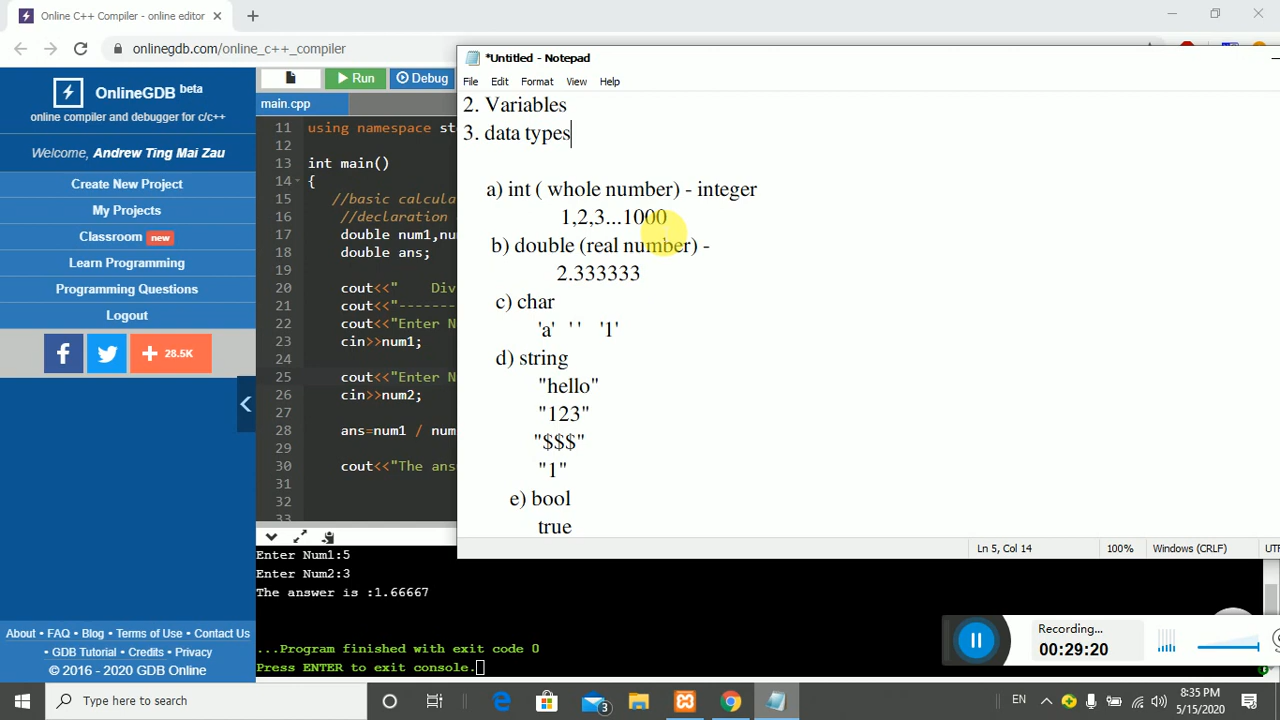 Online C++ Compiler - online editor
onlinegdb.com/online_c++_compiler
OnlineGDB beta
online compiler and debugger for c/c++
Welcome, Andrew Ting Mai Zau
Create New Project
My Projects
Classroom new
Learn Programming
Programming Questions
Logout
28.5K
About • FAQ • Blog • Terms of Use • Contact Us
• GDB Tutorial • Credits • Privacy
© 2016 - 2020 GDB Online
Run
Debug
main.cpp
11 using namespace
12
13 int main()
14 {
15 //basic
16 //declaration
17 double num1,
18 double ans;
19
20 cout<<"
21 cout<<"------
22 cout<<"Enter
23 cin>>num1;
24
25 cout<<"Enter
26 cin>>num2;
27
28 ans=num1 /
29
30 cout<<"The
31
32
33
*Untitled - Notepad
File Edit Format View Help
2. Variables
3. data types
a) int ( whole number) - integer
1,2,3...1000
b) double (real number) -
2.333333
c) char
'a' ' ' '1'
d) string
"hello"
"123"
"$$$"
"1"
e) bool
true
Ln 5, Col 14 100% Windows (CRLF)
Enter Num1:5
Enter Num2:3
The answer is :1.66667
...Program finished with exit code 0
Press ENTER to exit console.
Recording...
00:29:20
Type here to search
3
EN
8:35 PM
5/15/2020